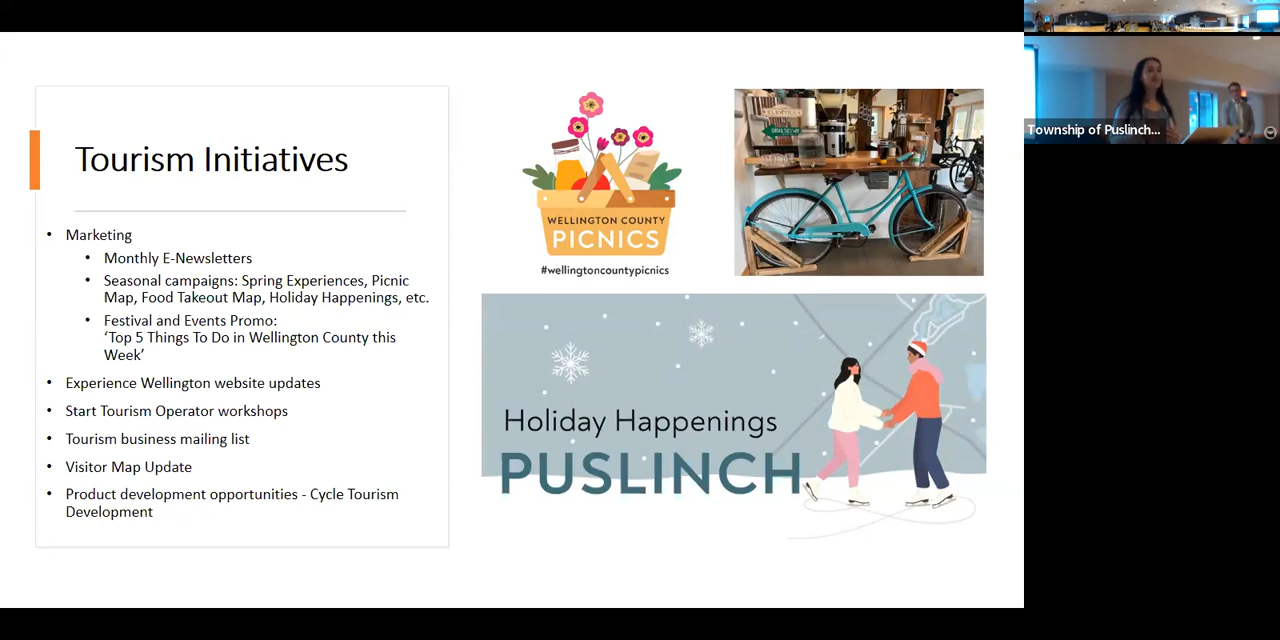 Tourism Initiatives
• Marketing
• Monthly E-Newsletters
• Seasonal campaigns: Spring Experiences, Picnic
Map, Food Takeout Map, Holiday Happenings, etc.
• Festival and Events Promo:
‘Top 5 Things To Do in Wellington County this
Week’
• Experience Wellington website updates
• Start Tourism Operator workshops
• Tourism business mailing list
• Visitor Map Update
• Product development opportunities - Cycle Tourism
Development
WELLINGTON COUNTY
PICNICS
#wellingtoncountypicnics
Holiday Happenings
PUSLINCH
Township of Puslinch...